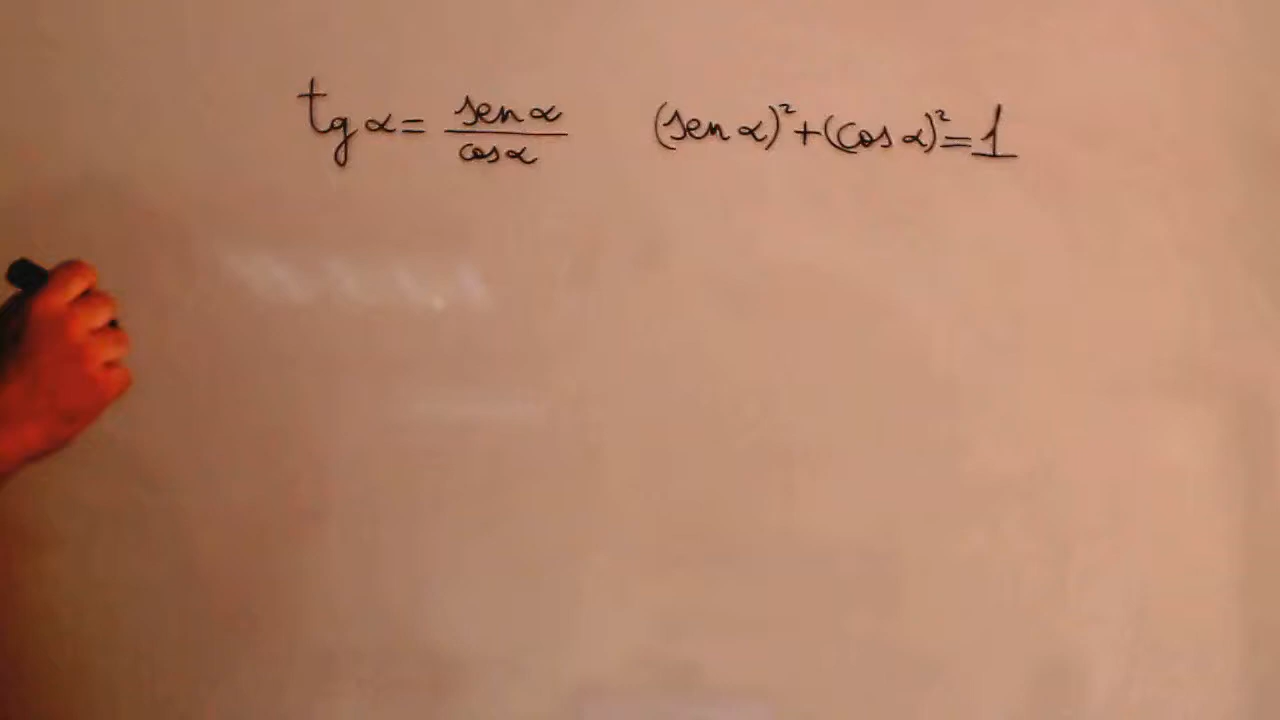 tg α = sen α / cos α (sen α)² + (cos α)² = 1